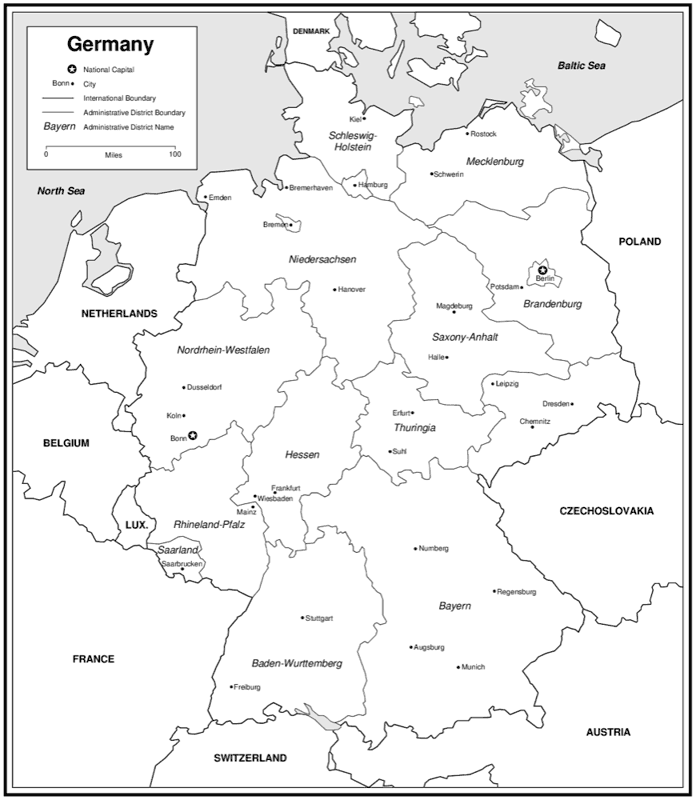 Germany
National Capital
Bonn City
International Boundary
Administrative District Boundary
Bayern Administrative District Name
0 100
Miles
DENMARK
Baltic Sea
North Sea
Kiel
Schleswig-
Holstein
Rostock
Mecklenburg
Schwerin
Hamburg
Bremerhaven
Emden
Bremen
POLAND
Niedersachsen
Berlin
Potsdam
Hanover
Brandenburg
NETHERLANDS
Magdeburg
Saxony-Anhalt
Nordrhein-Westfalen
Halle
Dusseldorf
Leipzig
Dresden
Koln
Erfurt
Chemnitz
Thuringia
Bonn
BELGIUM
Suhl
Hessen
Frankfurt
Wiesbaden
Mainz
CZECHOSLOVAKIA
LUX.
Rhineland-Pfalz
Saarland
Saarbrucken
Nurnberg
Regensburg
Bayern
Stuttgart
Augsburg
FRANCE
Baden-Wurttemberg
Munich
Freiburg
AUSTRIA
SWITZERLAND